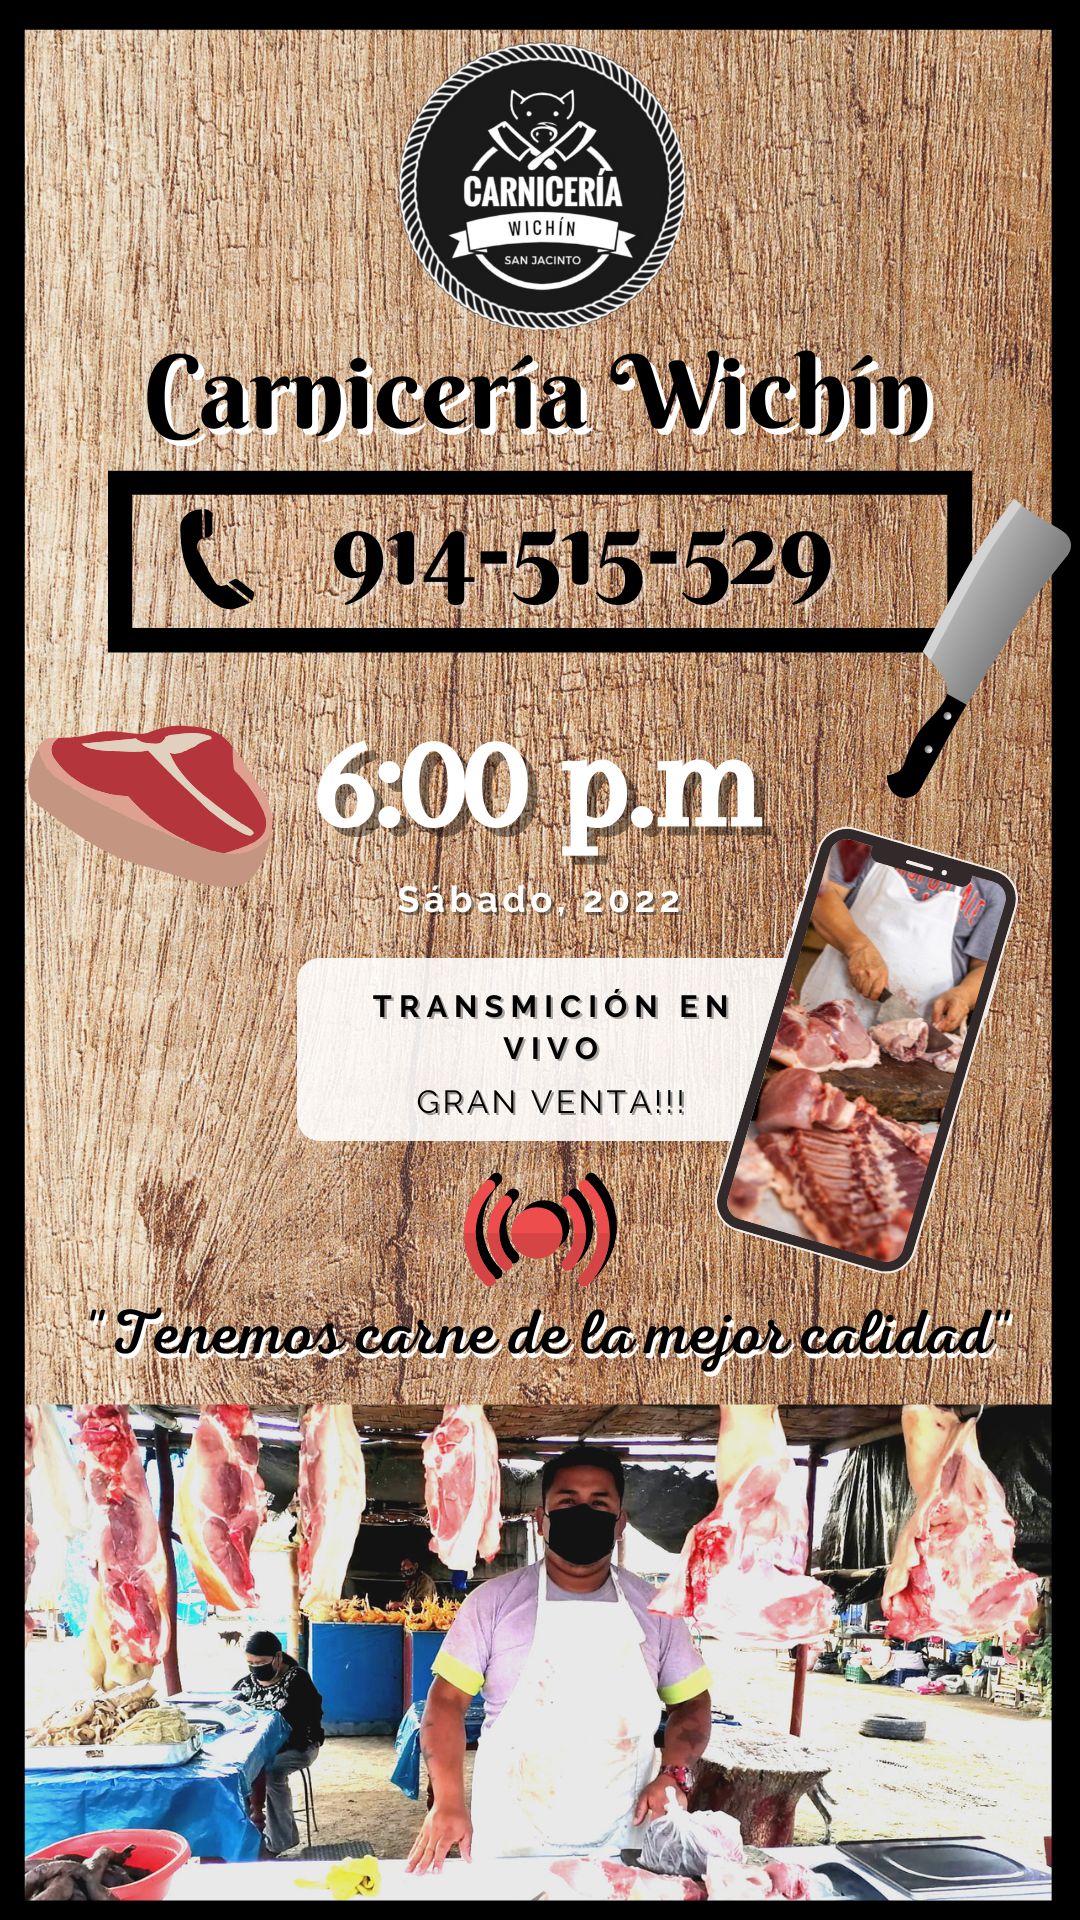 CARNICERÍA
WICHÍN
SAN JACINTO
Carnicería Wichín
914-515-529
6:00 p.m
Sábado, 2022
TRANSMICIÓN EN
VIVO
GRAN VENTA!!!
"Tenemos carne de la mejor calidad"